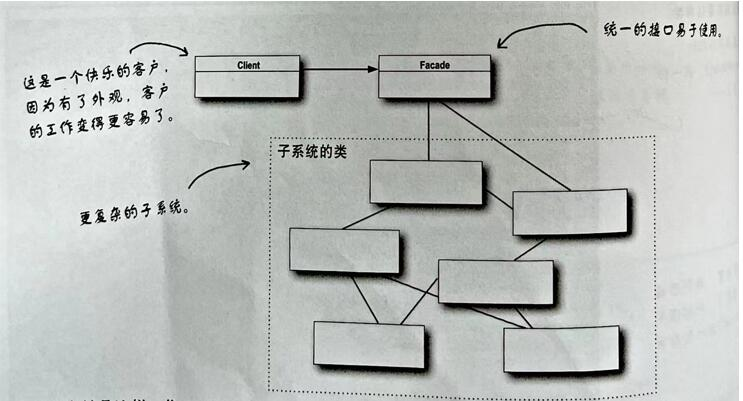 统一的接口易于使用。
Client
Facade
这是一个快乐的客户,
因为有了外观，客户
的工作变得更容易了。
子系统的类
更复杂的子系统。